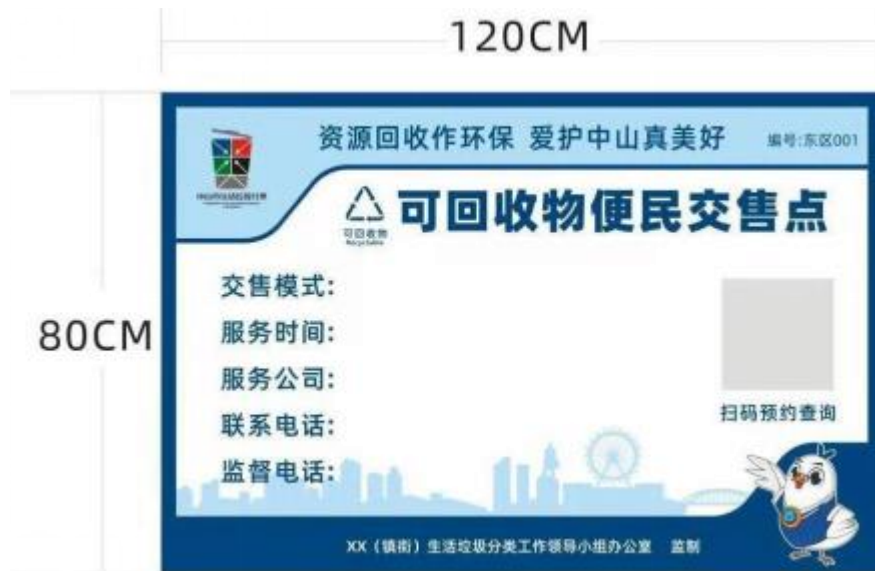 120CM
资源回收作环保 爱护中山真美好
编号:东区001
可回收物
Recyclable
可回收物便民交售点
交售模式:
80CM
服务时间:
服务公司:
扫码预约查询
联系电话:
监督电话:
XX（镇街）生活垃圾分类工作领导小组办公室 监制